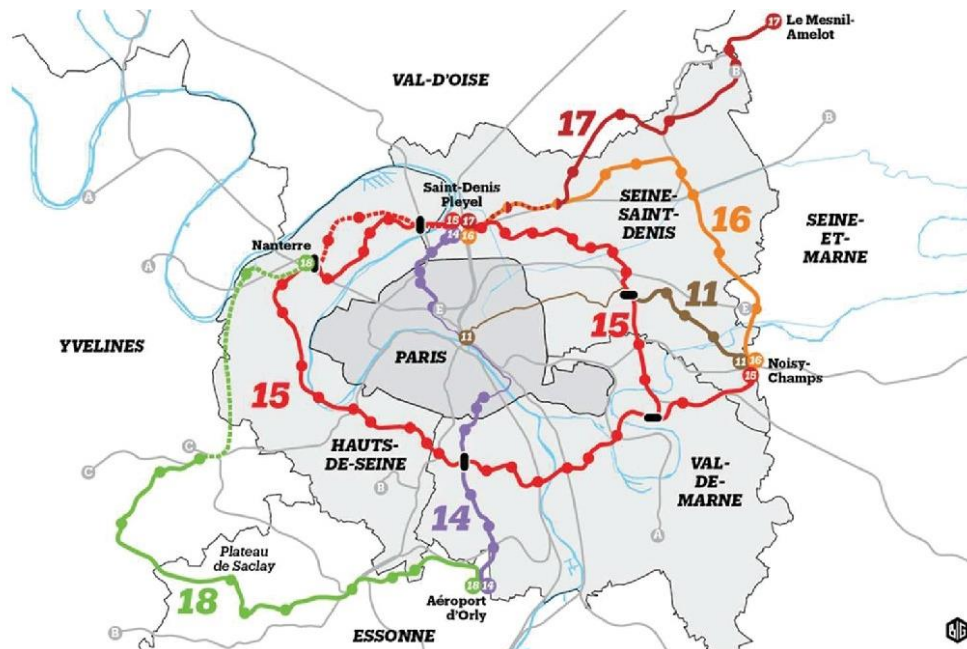 17
Le Mesnil-
Amelot
B
VAL-D'OISE
17
B
Saint-Denis
Pleyel
15
17
14
16
SEINE-
SAINT-
DENIS
16
SEINE-
ET-
MARNE
A
Nanterre
18
A
E
11
E
11
15
PARIS
11
16
15
Noisy-
Champs
YVELINES
15
HAUTS-
DE-SEINE
VAL-
DE-
MARNE
C
C
B
14
A
Plateau
de Saclay
18
18
14
Aéroport
d'Orly
B
ESSONNE
BIG